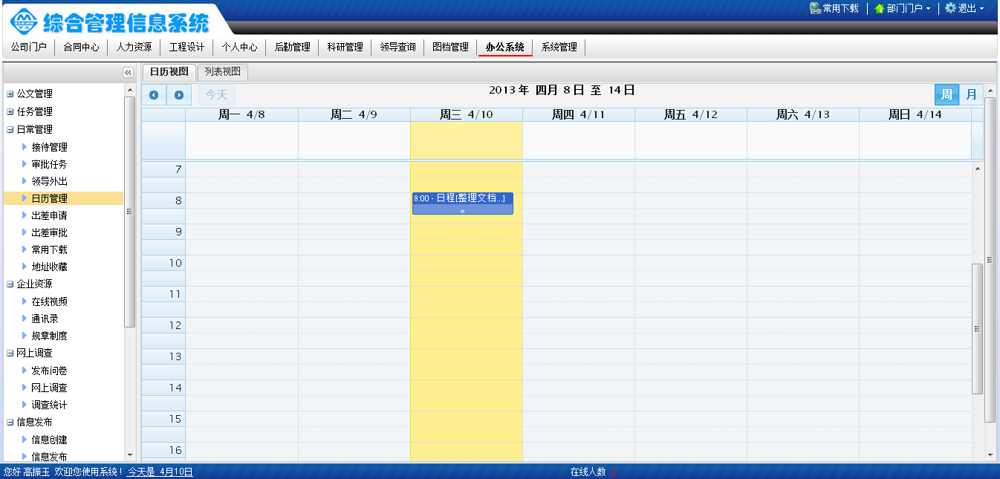 常用下载 部门门户 退出
综合管理信息系统
公司门户 合同中心 人力资源 工程设计 个人中心 后勤管理 科研管理 领导查询 图档管理 办公系统 系统管理
日历视图 列表视图
今天 2013年 四月 8日 至 14日 周 月
周一 4/8 周二 4/9 周三 4/10 周四 4/11 周五 4/12 周六 4/13 周日 4/14
公文管理
任务管理
日常管理
接待管理
审批任务
领导外出
日历管理
出差申请
出差审批
常用下载
地址收藏
企业资源
在线视频
通讯录
规章制度
网上调查
发布问卷
网上调查
调查统计
信息发布
信息创建
信息发布
7
8
8:00 - 日程[整理文档...]
9
10
11
12
13
14
15
16
您好 高振玉 欢迎您使用系统! 今天是 4月10日 在线人数 2